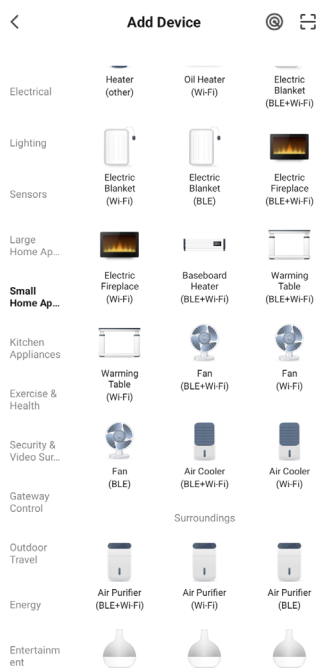 Add Device
Electrical
Lighting
Sensors
Large
Home Ap...
Small
Home Ap...
Kitchen
Appliances
Exercise &
Health
Security &
Video Sur...
Gateway
Control
Outdoor
Travel
Energy
Entertainm
ent
Heater
(other)
Oil Heater
(Wi-Fi)
Electric
Blanket
(BLE+Wi-Fi)
Electric
Blanket
(Wi-Fi)
Electric
Blanket
(BLE)
Electric
Fireplace
(BLE+Wi-Fi)
Electric
Fireplace
(Wi-Fi)
Baseboard
Heater
(BLE+Wi-Fi)
Warming
Table
(BLE+Wi-Fi)
Warming
Table
(Wi-Fi)
Fan
(BLE+Wi-Fi)
Fan
(Wi-Fi)
Fan
(BLE)
Air Cooler
(BLE+Wi-Fi)
Air Cooler
(Wi-Fi)
Surroundings
Air Purifier
(BLE+Wi-Fi)
Air Purifier
(Wi-Fi)
Air Purifier
(BLE)